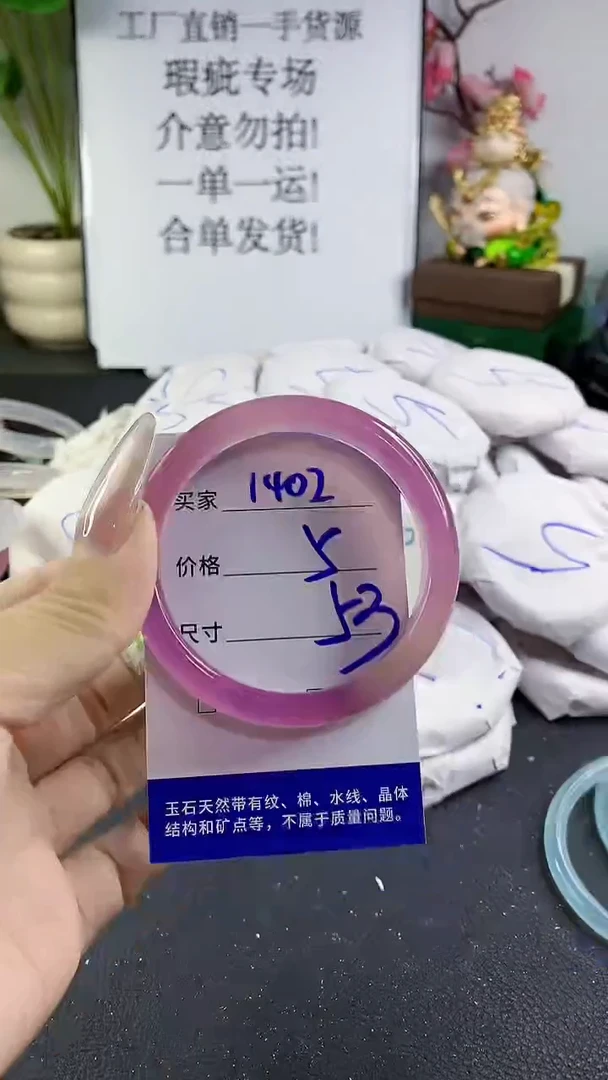 工厂直销一手货源
瑕疵专场
介意勿拍!
一单一运!
合单发货!
买家 1402
价格 5
尺寸 53
玉石天然带有纹、棉、水线、晶体
结构和矿点等，不属于质量问题。